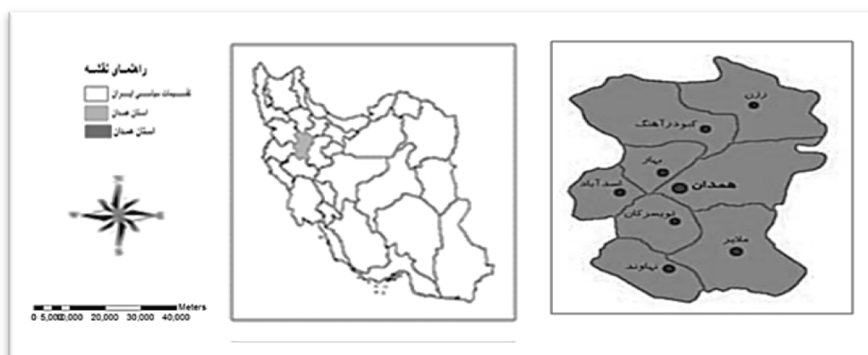 راهنمای نقشه
تقسیمات سیاسی ایران
استان همدان
استان همدان
Meters
0 5,000 10,000 20,000 30,000 40,000
رزن
کبودرآهنگ
بهار
همدان
اسدآباد
تویسرکان
ملایر
نهاوند